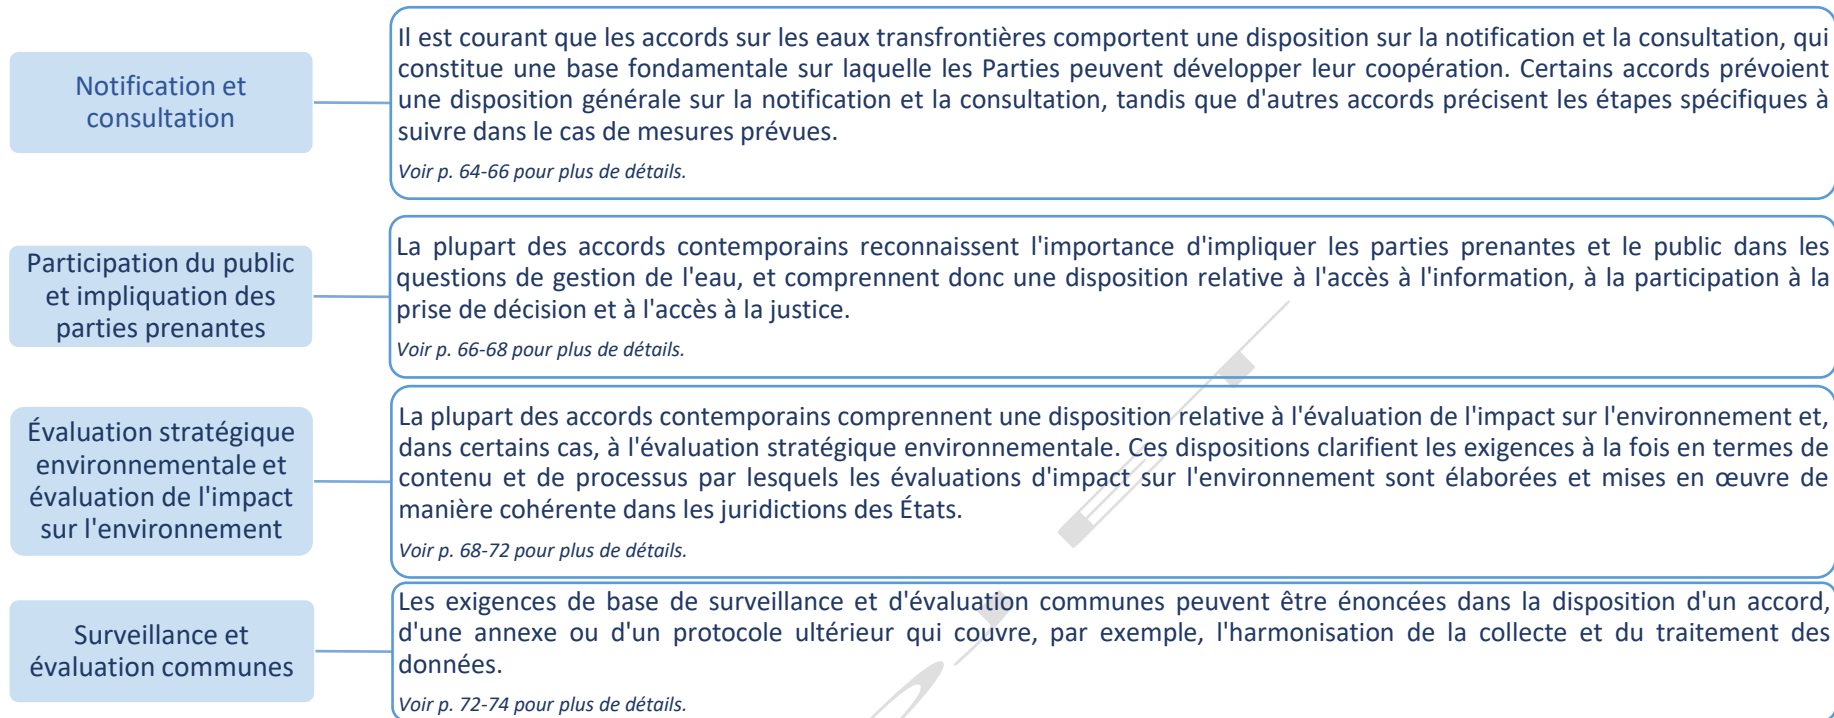 Notification et
consultation
Il est courant que les accords sur les eaux transfrontières comportent une disposition sur la notification et la consultation, qui
constitue une base fondamentale sur laquelle les Parties peuvent développer leur coopération. Certains accords prévoient
une disposition générale sur la notification et la consultation, tandis que d'autres accords précisent les étapes spécifiques à
suivre dans le cas de mesures prévues.
Voir p. 64-66 pour plus de détails.
Participation du public
et impliquation des
parties prenantes
La plupart des accords contemporains reconnaissent l'importance d'impliquer les parties prenantes et le public dans les
questions de gestion de l'eau, et comprennent donc une disposition relative à l'accès à l'information, à la participation à la
prise de décision et à l'accès à la justice.
Voir p. 66-68 pour plus de détails.
Évaluation stratégique
environnementale et
évaluation de l'impact
sur l'environnement
La plupart des accords contemporains comprennent une disposition relative à l'évaluation de l'impact sur l'environnement et,
dans certains cas, à l'évaluation stratégique environnementale. Ces dispositions clarifient les exigences à la fois en termes de
contenu et de processus par lesquels les évaluations d'impact sur l'environnement sont élaborées et mises en œuvre de
manière cohérente dans les juridictions des États.
Voir p. 68-72 pour plus de détails.
Surveillance et
évaluation communes
Les exigences de base de surveillance et d'évaluation communes peuvent être énoncées dans la disposition d'un accord,
d'une annexe ou d'un protocole ultérieur qui couvre, par exemple, l'harmonisation de la collecte et du traitement des
données.
Voir p. 72-74 pour plus de détails.